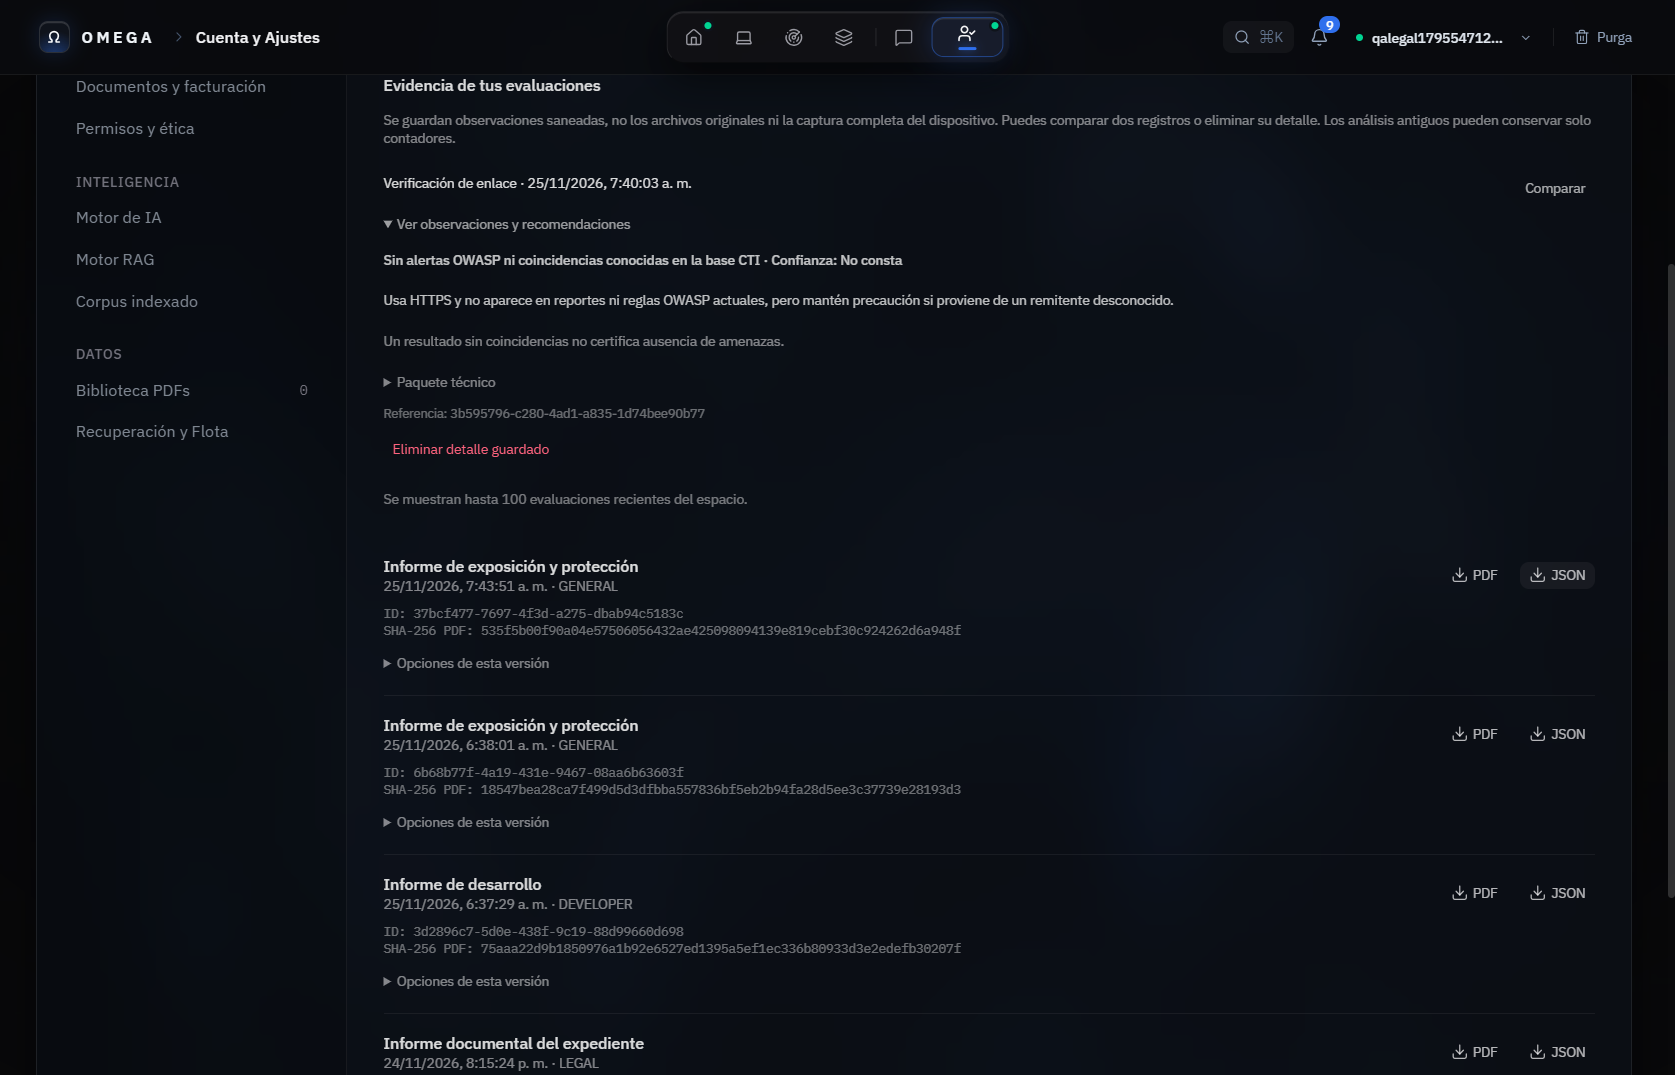 Ω OMEGA > Cuenta y Ajustes
⌘K
9
qalegal179554712...
Purga
Documentos y facturación
Permisos y ética
INTELIGENCIA
Motor de IA
Motor RAG
Corpus indexado
DATOS
Biblioteca PDFs 0
Recuperación y Flota
Evidencia de tus evaluaciones
Se guardan observaciones saneadas, no los archivos originales ni la captura completa del dispositivo. Puedes comparar dos registros o eliminar su detalle. Los análisis antiguos pueden conservar solo
contadores.
Verificación de enlace · 25/11/2026, 7:40:03 a. m.
Comparar
▼ Ver observaciones y recomendaciones
Sin alertas OWASP ni coincidencias conocidas en la base CTI · Confianza: No consta
Usa HTTPS y no aparece en reportes ni reglas OWASP actuales, pero mantén precaución si proviene de un remitente desconocido.
Un resultado sin coincidencias no certifica ausencia de amenazas.
▶ Paquete técnico
Referencia: 3b595796-c280-4ad1-a835-1d74bee90b77
Eliminar detalle guardado
Se muestran hasta 100 evaluaciones recientes del espacio.
Informe de exposición y protección
PDF JSON
25/11/2026, 7:43:51 a. m. · GENERAL
ID: 37bcf477-7697-4f3d-a275-dbab94c5183c
SHA-256 PDF: 535f5b00f90a04e57506056432ae425098094139e819cebf30c924262d6a948f
▶ Opciones de esta versión
Informe de exposición y protección
PDF JSON
25/11/2026, 6:38:01 a. m. · GENERAL
ID: 6b68b77f-4a19-431e-9467-08aa6b63603f
SHA-256 PDF: 18547bea28ca7f499d5d3dfbba557836bf5eb2b94fa28d5ee3c37739e28193d3
▶ Opciones de esta versión
Informe de desarrollo
PDF JSON
25/11/2026, 6:37:29 a. m. · DEVELOPER
ID: 3d2896c7-5d0e-438f-9c19-88d99660d698
SHA-256 PDF: 75aaa22d9b1850976a1b92e6527ed1395a5ef1ec336b80933d3e2edefb30207f
▶ Opciones de esta versión
Informe documental del expediente
PDF JSON
24/11/2026, 8:15:24 p. m. · LEGAL